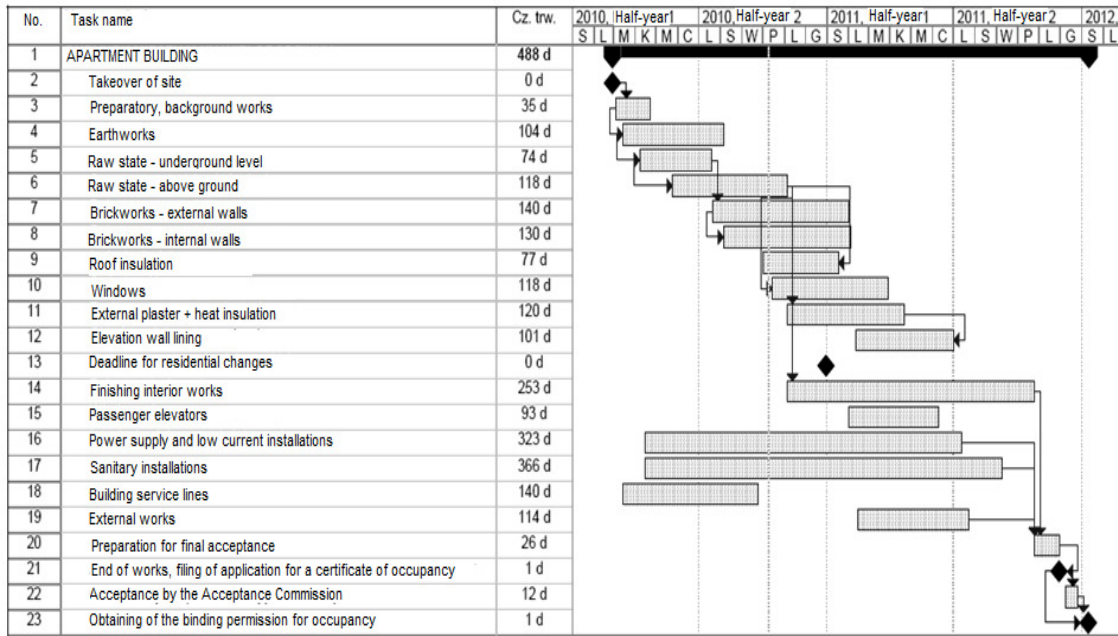 No. Task name Cz. trw. 2010, Half-year1 2010, Half-year 2 2011, Half-year1 2011, Half-year2 2012,
S L M K M C L S W P L G S L M K M C L S W P L G S L
1 APARTMENT BUILDING 488 d
2 Takeover of site 0 d
3 Preparatory, background works 35 d
4 Earthworks 104 d
5 Raw state - underground level 74 d
6 Raw state - above ground 118 d
7 Brickworks - external walls 140 d
8 Brickworks - internal walls 130 d
9 Roof insulation 77 d
10 Windows 118 d
11 External plaster + heat insulation 120 d
12 Elevation wall lining 101 d
13 Deadline for residential changes 0 d
14 Finishing interior works 253 d
15 Passenger elevators 93 d
16 Power supply and low current installations 323 d
17 Sanitary installations 366 d
18 Building service lines 140 d
19 External works 114 d
20 Preparation for final acceptance 26 d
21 End of works, filing of application for a certificate of occupancy 1 d
22 Acceptance by the Acceptance Commission 12 d
23 Obtaining of the binding permission for occupancy 1 d